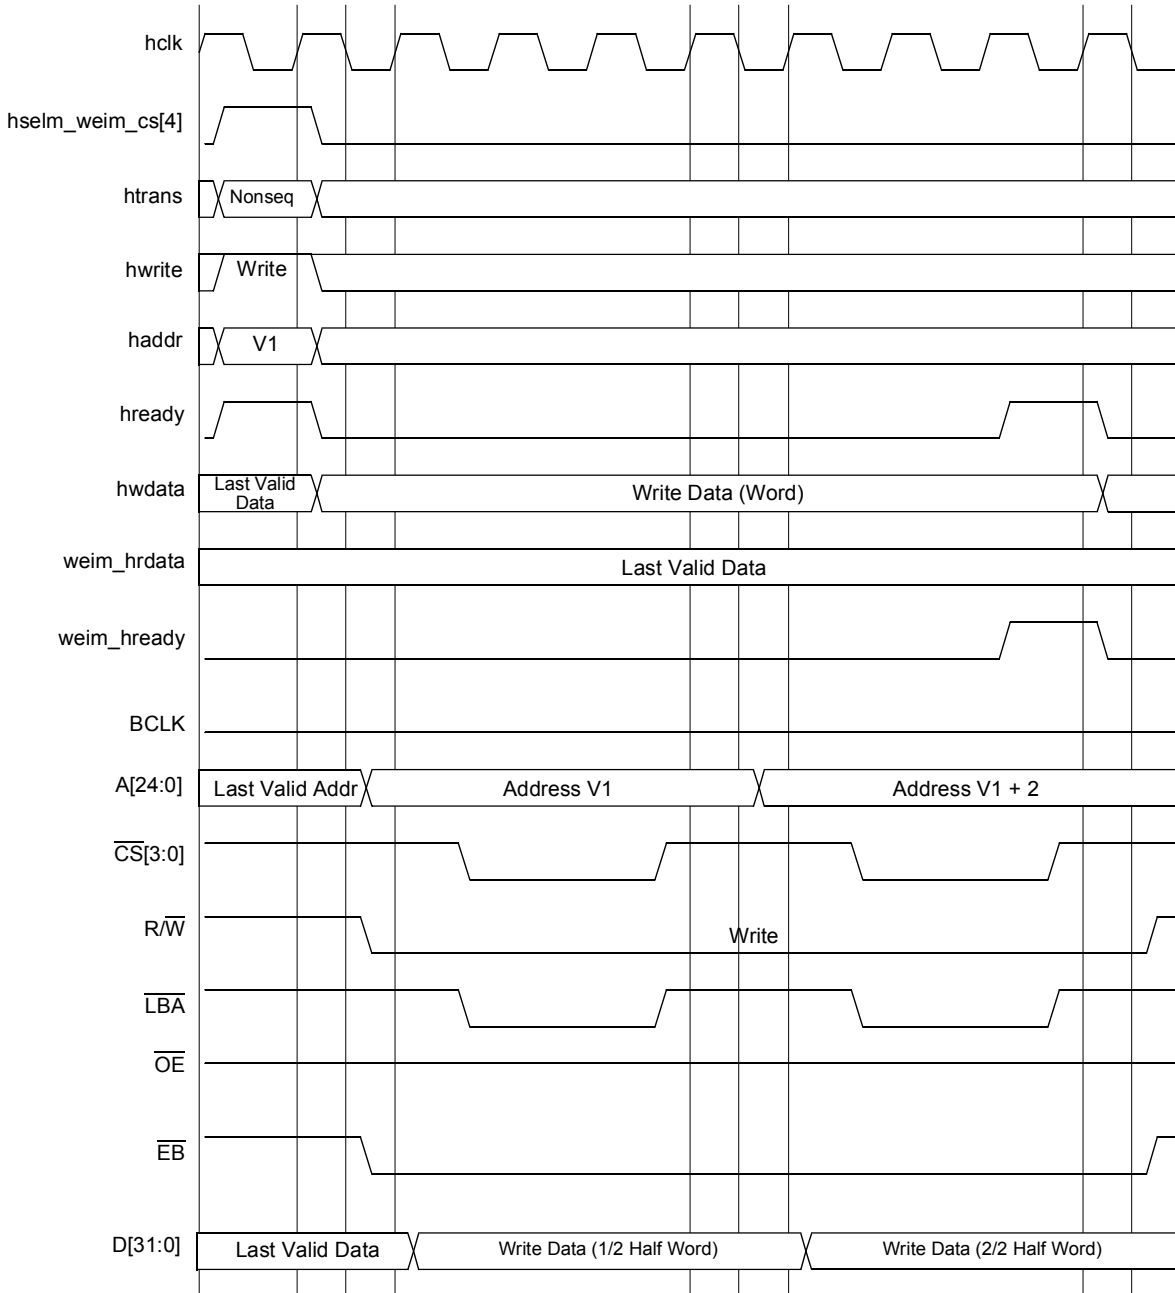 hclk
hselm_weim_cs[4]
htrans Nonseq
hwrite Write
haddr V1
hready
hwdata Last Valid Data Write Data (Word)
weim_hrdata Last Valid Data
weim_hready
BCLK
A[24:0] Last Valid Addr Address V1 Address V1 + 2
CS[3:0]
R/W Write
LBA
OE
EB
D[31:0] Last Valid Data Write Data (1/2 Half Word) Write Data (2/2 Half Word)